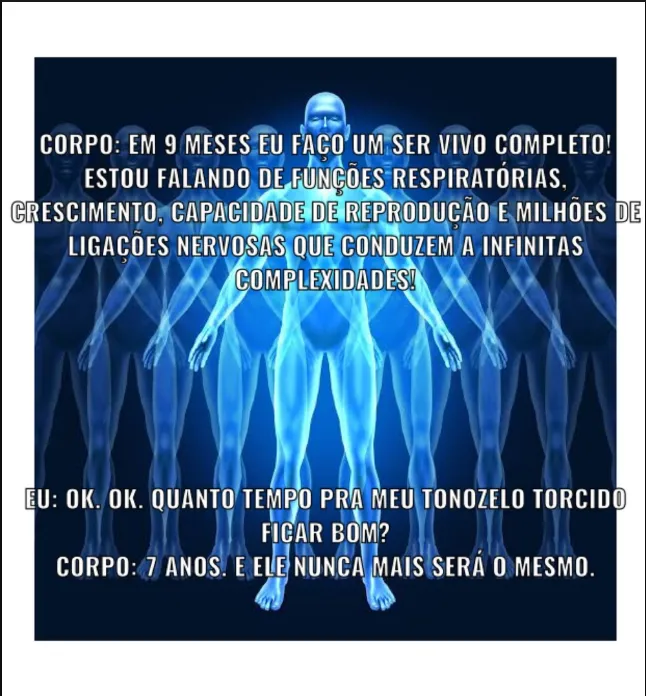 CORPO: EM 9 MESES EU FAÇO UM SER VIVO COMPLETO!
ESTOU FALANDO DE FUNÇÕES RESPIRATÓRIAS,
CRESCIMENTO, CAPACIDADE DE REPRODUÇÃO E MILHÕES DE
LIGAÇÕES NERVOSAS QUE CONDUZEM A INFINITAS
COMPLEXIDADES!
EU: OK. OK. QUANTO TEMPO PRA MEU TONOZELO TORCIDO
FICAR BOM?
CORPO: 7 ANOS. E ELE NUNCA MAIS SERÁ O MESMO.